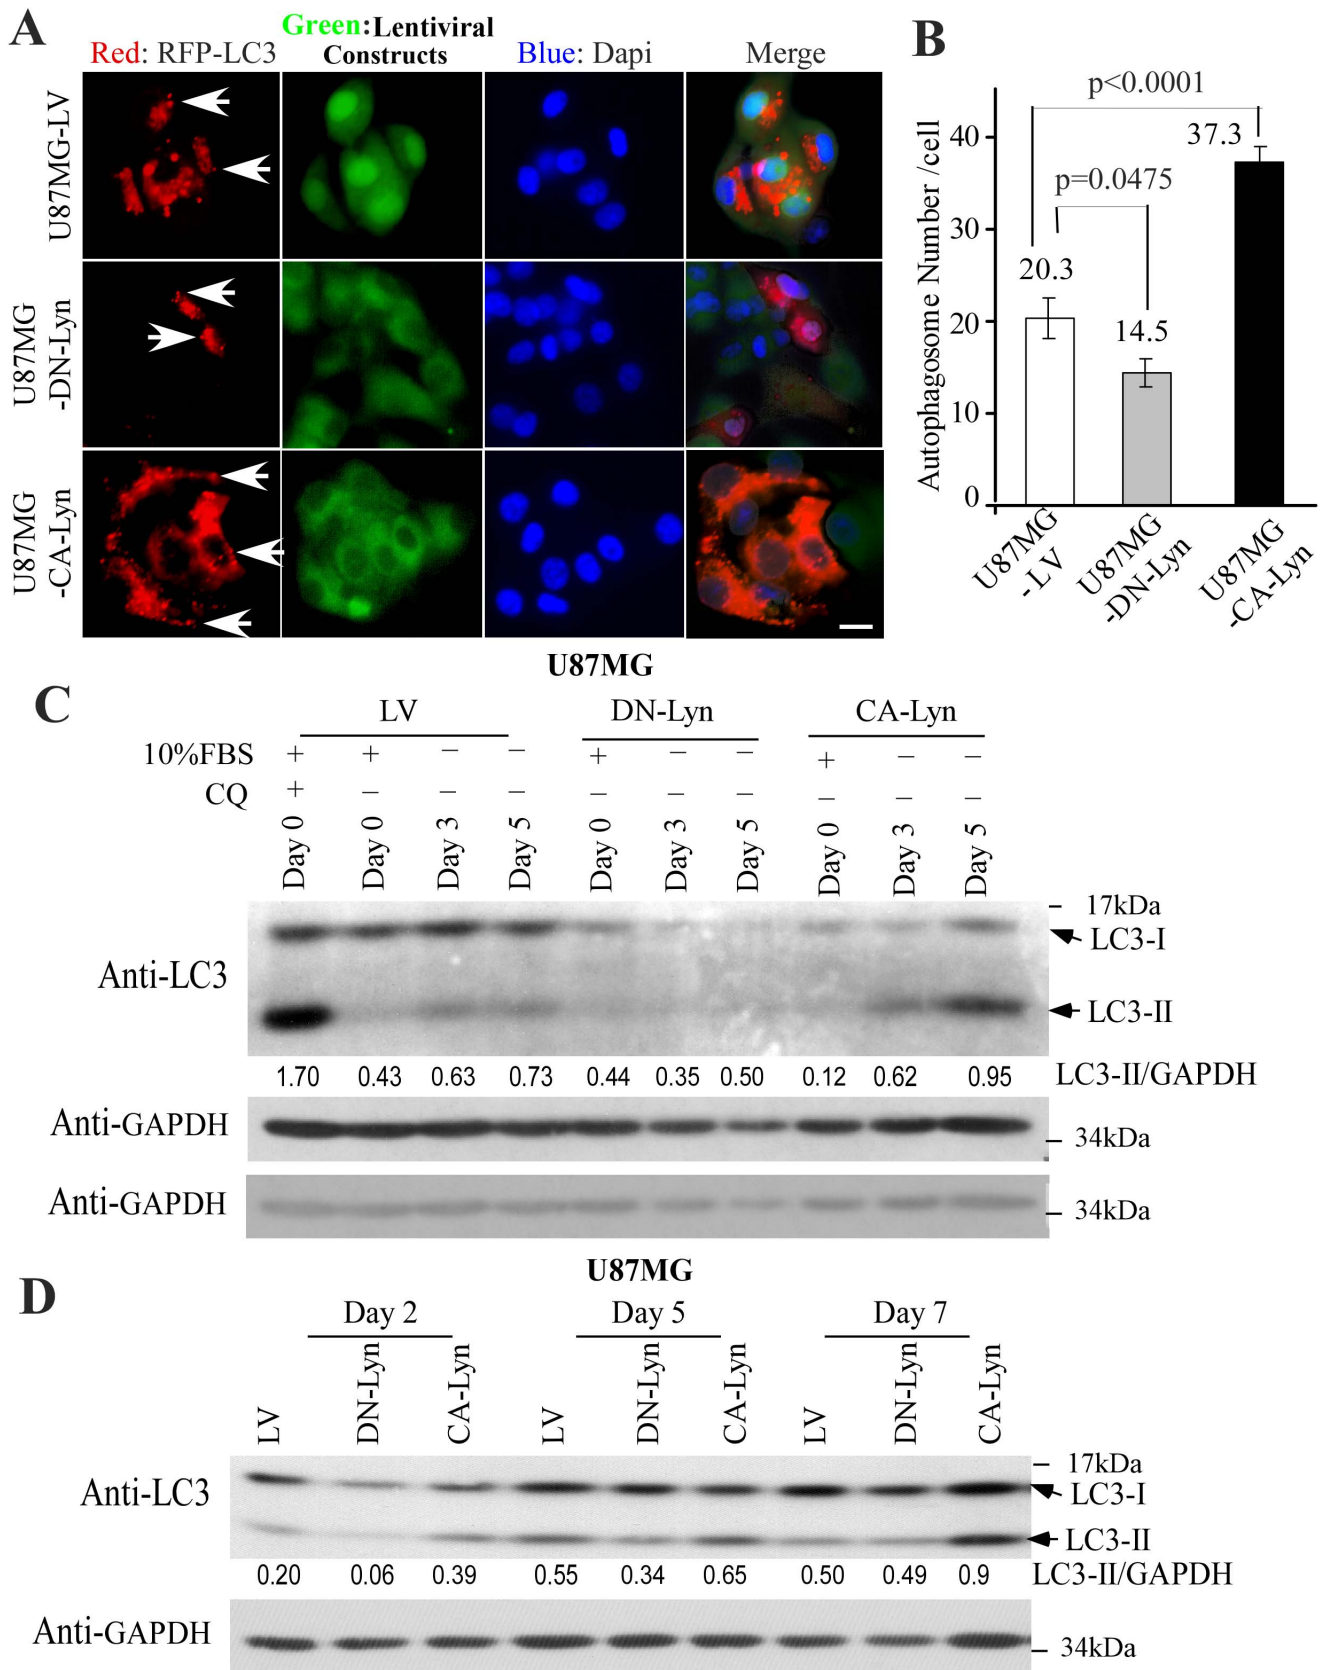 A
B
Red: RFP-LC3
Green:Lentiviral
Constructs
Blue: Dapi
Merge
U87MG-LV
U87MG
-DN-Lyn
U87MG
-CA-Lyn
Autophagosome Number /cell
40
30
20
10
0
p<0.0001
p=0.0475
20.3
14.5
37.3
U87MG
-LV
U87MG
-DN-Lyn
U87MG
-CA-Lyn
C
U87MG
LV DN-Lyn CA-Lyn
10%FBS + + − − + − − + − −
CQ + − − − − − − − − −
Day 0 Day 0 Day 3 Day 5 Day 0 Day 3 Day 5 Day 0 Day 3 Day 5
17kDa
LC3-I
Anti-LC3
LC3-II
1.70 0.43 0.63 0.73 0.44 0.35 0.50 0.12 0.62 0.95 LC3-II/GAPDH
Anti-GAPDH
34kDa
Anti-GAPDH
34kDa
D
U87MG
Day 2 Day 5 Day 7
LV DN-Lyn CA-Lyn LV DN-Lyn CA-Lyn LV DN-Lyn CA-Lyn
17kDa
Anti-LC3
LC3-I
LC3-II
0.20 0.06 0.39 0.55 0.34 0.65 0.50 0.49 0.9 LC3-II/GAPDH
Anti-GAPDH
34kDa